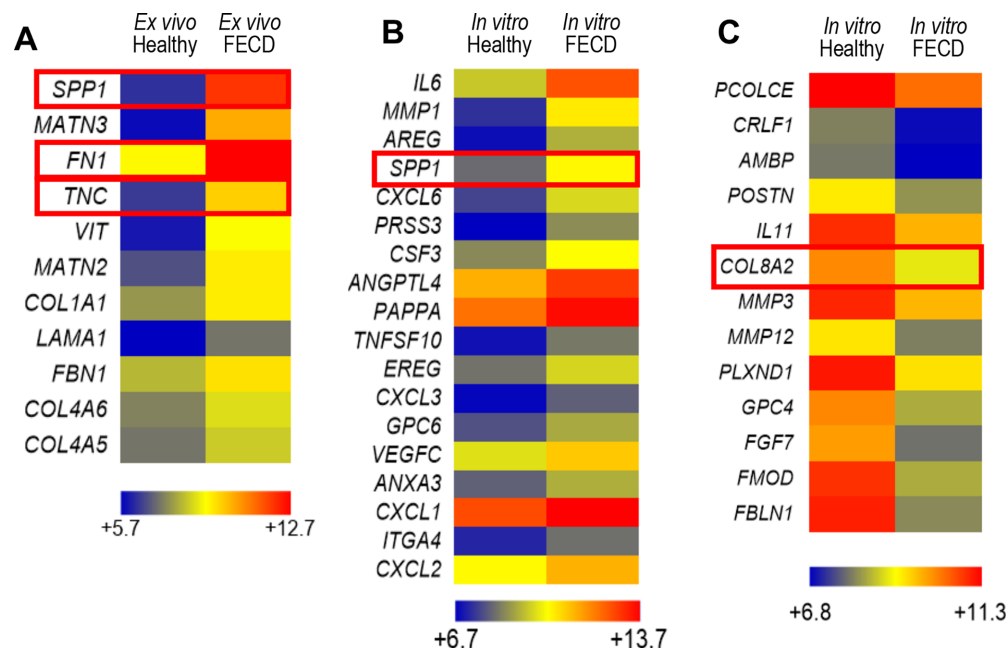 A
Ex vivo Healthy
Ex vivo FECD
SPP1
MATN3
FN1
TNC
VIT
MATN2
COL1A1
LAMA1
FBN1
COL4A6
COL4A5
+5.7
+12.7
B
In vitro Healthy
In vitro FECD
IL6
MMP1
AREG
SPP1
CXCL6
PRSS3
CSF3
ANGPTL4
PAPPA
TNFSF10
EREG
CXCL3
GPC6
VEGFC
ANXA3
CXCL1
ITGA4
CXCL2
+6.7
+13.7
C
In vitro Healthy
In vitro FECD
PCOLCE
CRLF1
AMBP
POSTN
IL11
COL8A2
MMP3
MMP12
PLXND1
GPC4
FGF7
FMOD
FBLN1
+6.8
+11.3